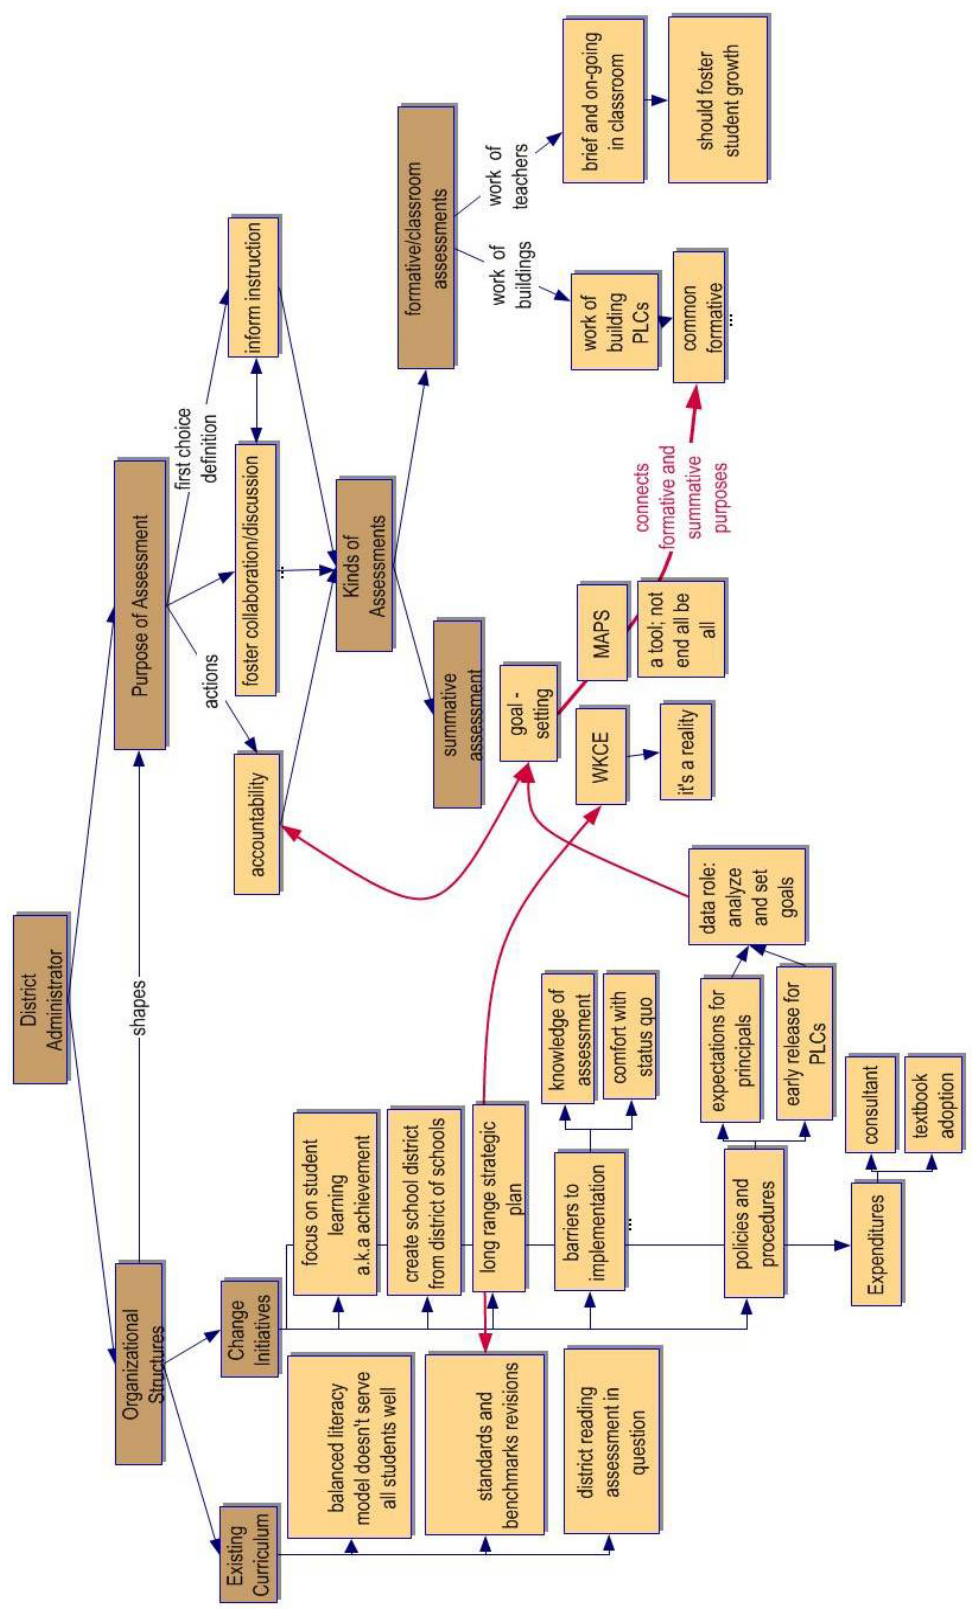 District
Administrator
Organizational
Structures
shapes
Purpose of Assessment
Existing
Curriculum
Change
Initiatives
actions
first choice
definition
accountability
foster collaboration/discussion
...
inform instruction
balanced literacy
model doesn't serve
all students well
standards and
benchmarks revisions
district reading
assessment in
question
focus on student
learning
a.k.a achievement
create school district
from district of schools
long range strategic
plan
barriers to
implementation
...
knowledge of
assessment
comfort with
status quo
policies and
procedures
expectations for
principals
early release for
PLCs
data role:
analyze
and set
goals
Expenditures
consultant
textbook
adoption
Kinds of
Assessments
summative
assessment
formative/classroom
assessments
goal -
setting
WKCE
it's a reality
MAPS
a tool; not
end all be
all
connects
formative and
summative
purposes
work of
buildings
work of
teachers
work of
building
PLCs
common
formative
...
brief and on-going
in classroom
should foster
student growth